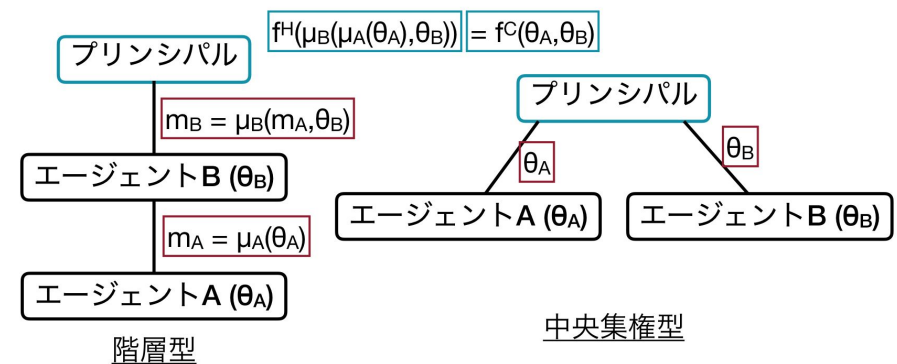 fᴴ(μB(μA(θA),θB)) = fᶜ(θA,θB)
プリンシパル
mB = μB(mA,θB)
エージェントB (θB)
mA = μA(θA)
エージェントA (θA)
階層型
プリンシパル
θA
θB
エージェントA (θA)
エージェントB (θB)
中央集権型